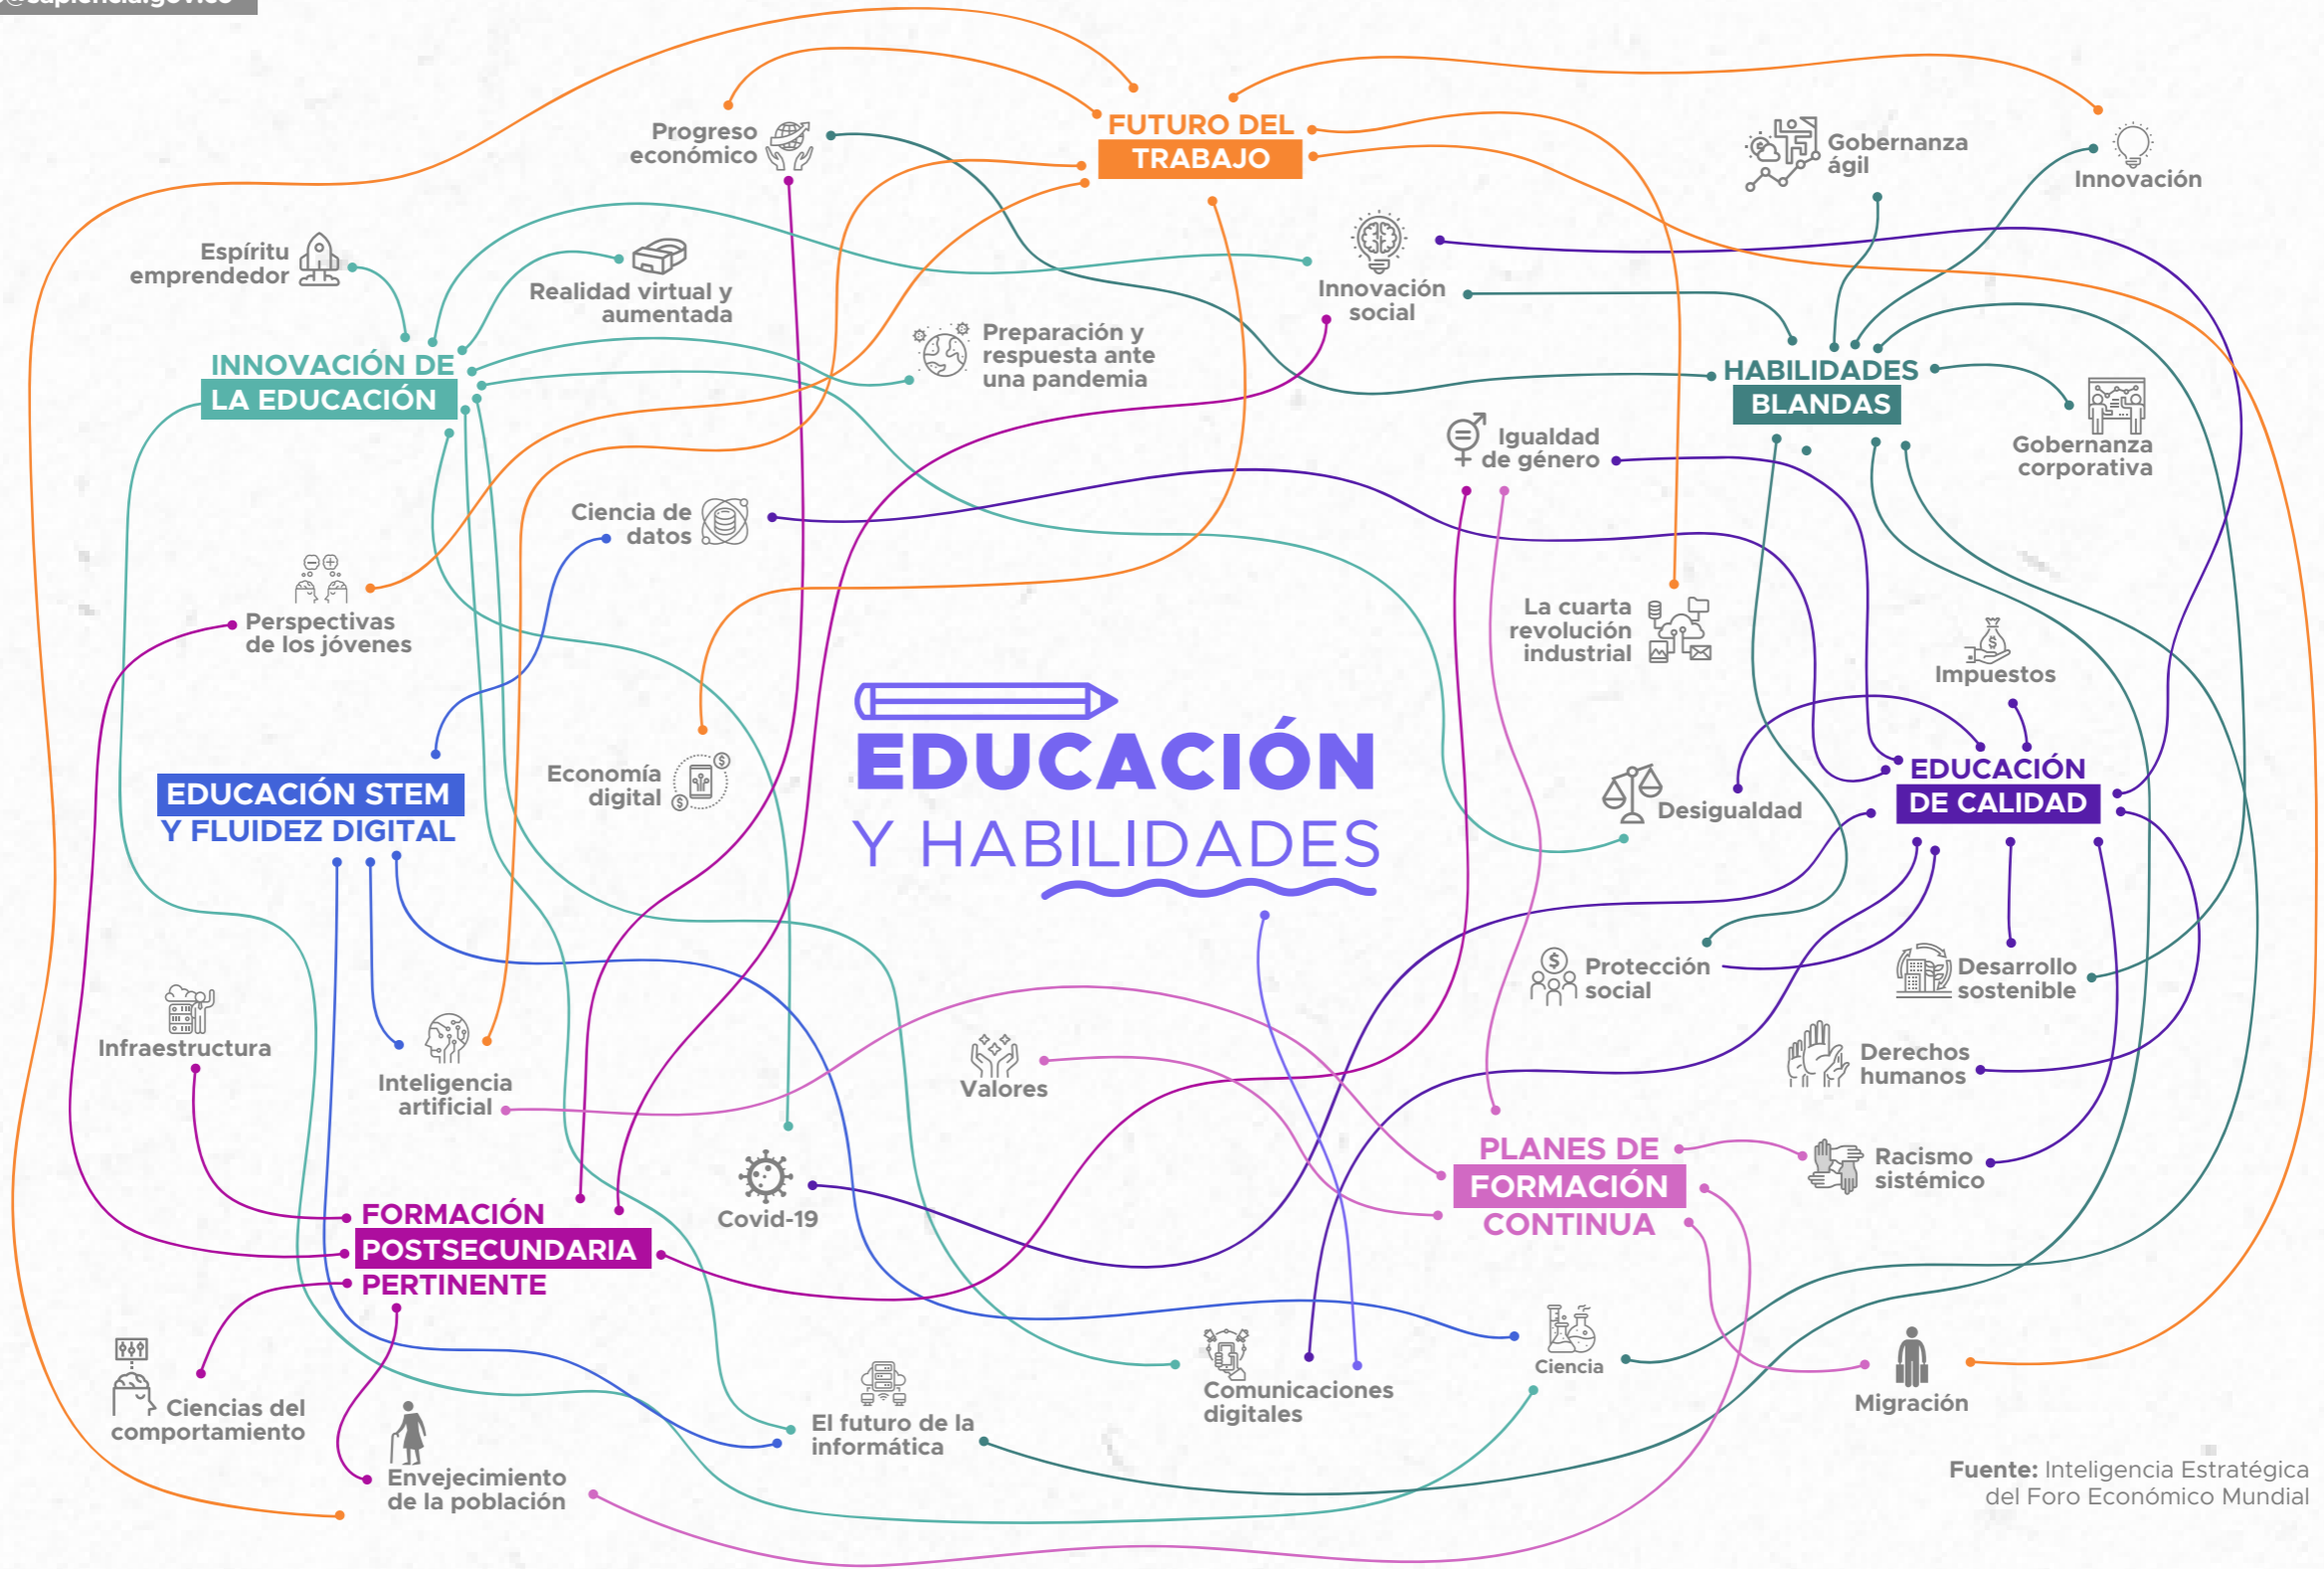 FUTURO DEL
TRABAJO
Progreso
económico
Gobernanza
ágil
Innovación
Espíritu
emprendedor
Realidad virtual y
aumentada
Innovación
social
Preparación y
respuesta ante
una pandemia
INNOVACIÓN DE
LA EDUCACIÓN
HABILIDADES
BLANDAS
Igualdad
de género
Gobernanza
corporativa
Ciencia de
datos
Perspectivas
de los jóvenes
La cuarta
revolución
industrial
Impuestos
EDUCACIÓN
Y HABILIDADES
EDUCACIÓN STEM
Y FLUIDEZ DIGITAL
Economía
digital
Desigualdad
EDUCACIÓN
DE CALIDAD
Protección
social
Desarrollo
sostenible
Infraestructura
Inteligencia
artificial
Valores
Derechos
humanos
PLANES DE
FORMACIÓN
CONTINUA
Racismo
sistémico
Covid-19
FORMACIÓN
POSTSECUNDARIA
PERTINENTE
Ciencias del
comportamiento
Envejecimiento
de la población
El futuro de la
informática
Comunicaciones
digitales
Ciencia
Migración
Fuente: Inteligencia Estratégica
del Foro Económico Mundial